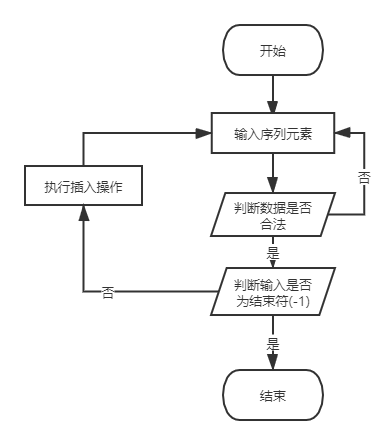 开始
输入序列元素
执行插入操作
否
判断数据是否
合法
是
判断输入是否
为结束符(-1)
否
是
结束